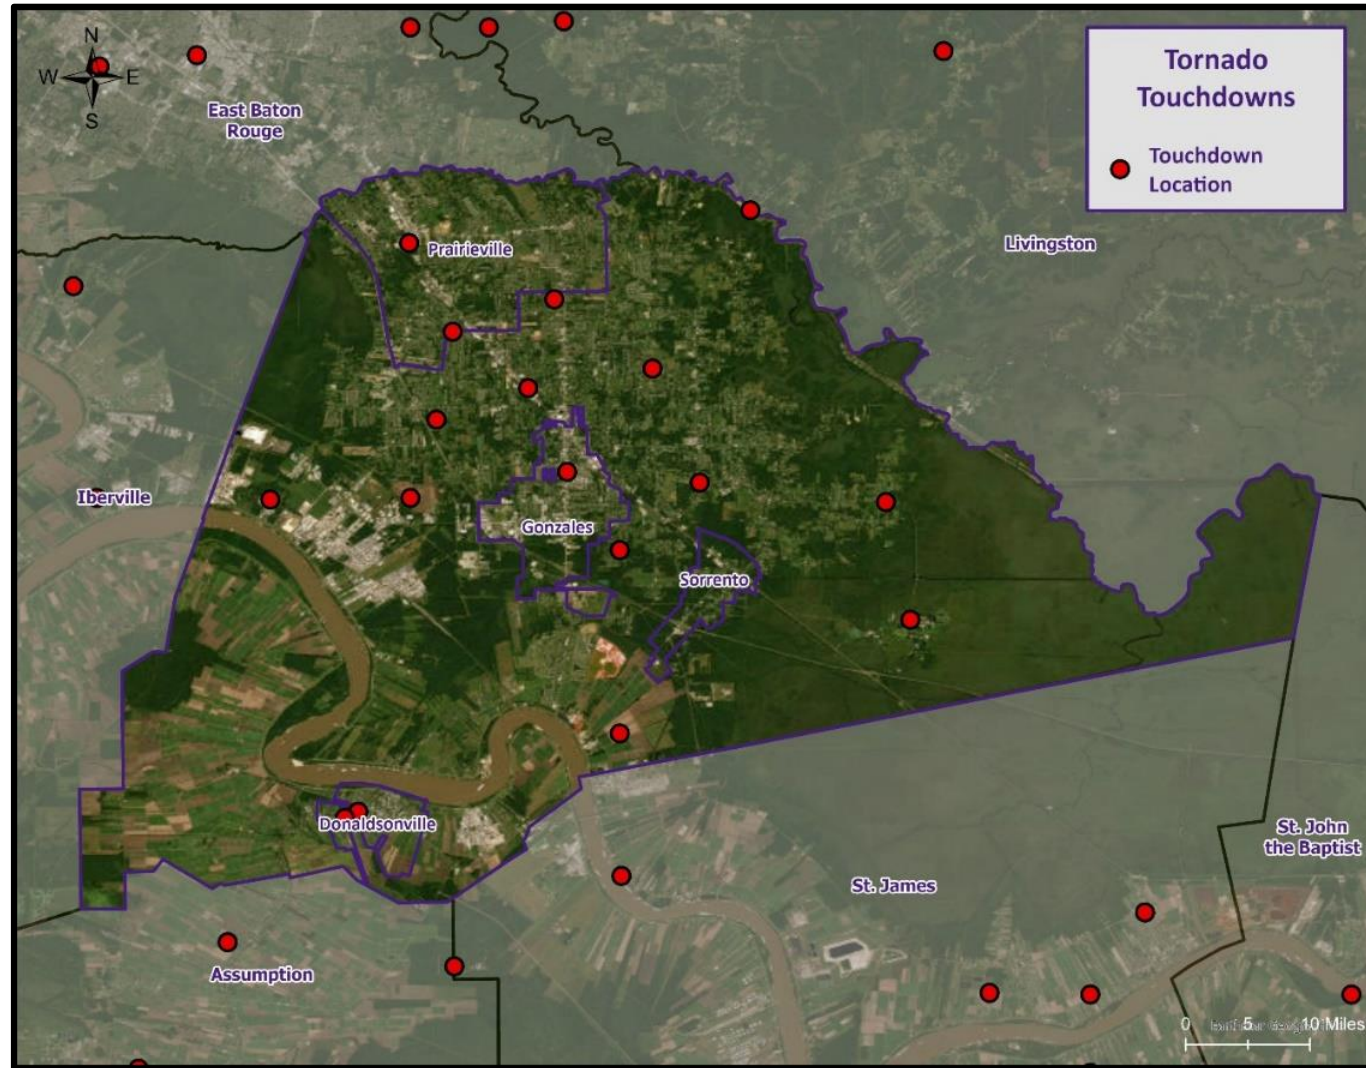 N
W E
S
East Baton
Rouge
Tornado
Touchdowns
Touchdown
Location
Prairieville
Livingston
Iberville
Gonzales
Sorrento
Donaldsonville
St. John
the Baptist
St. James
Assumption
0 5 10 Miles